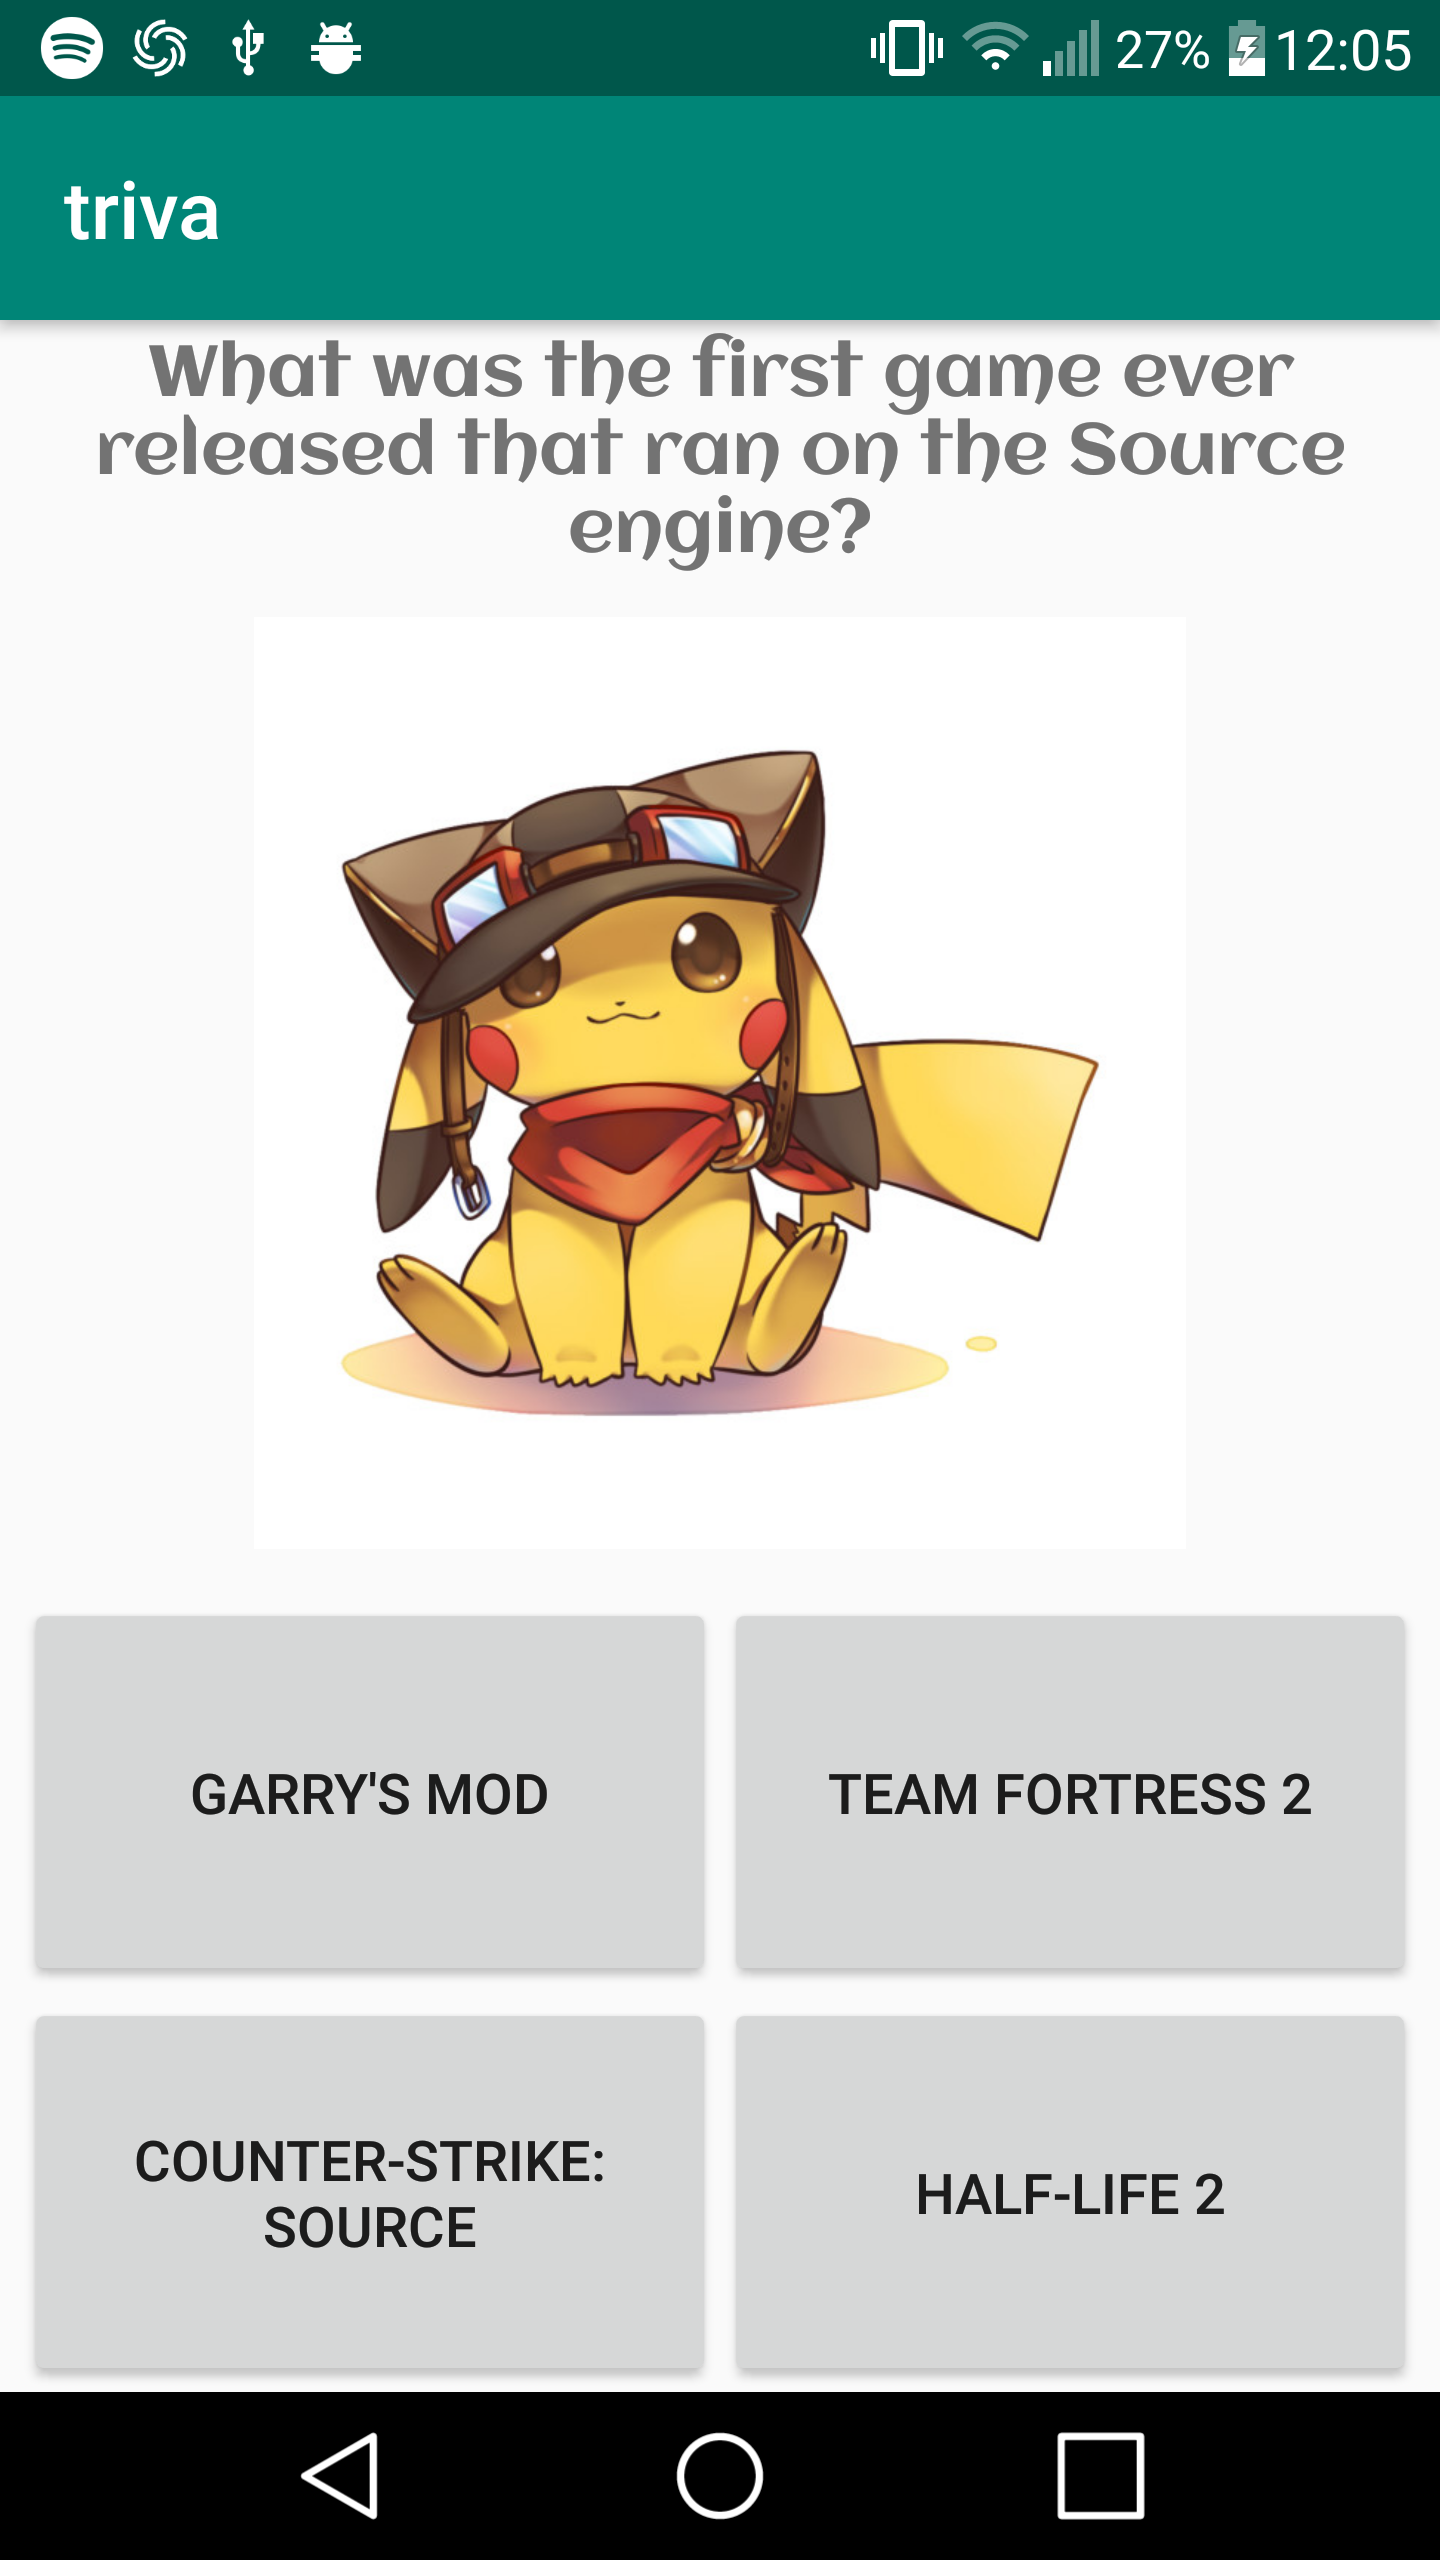 27% 12:05
triva
What was the first game ever
released that ran on the Source
engine?
GARRY'S MOD
TEAM FORTRESS 2
COUNTER-STRIKE:
SOURCE
HALF-LIFE 2